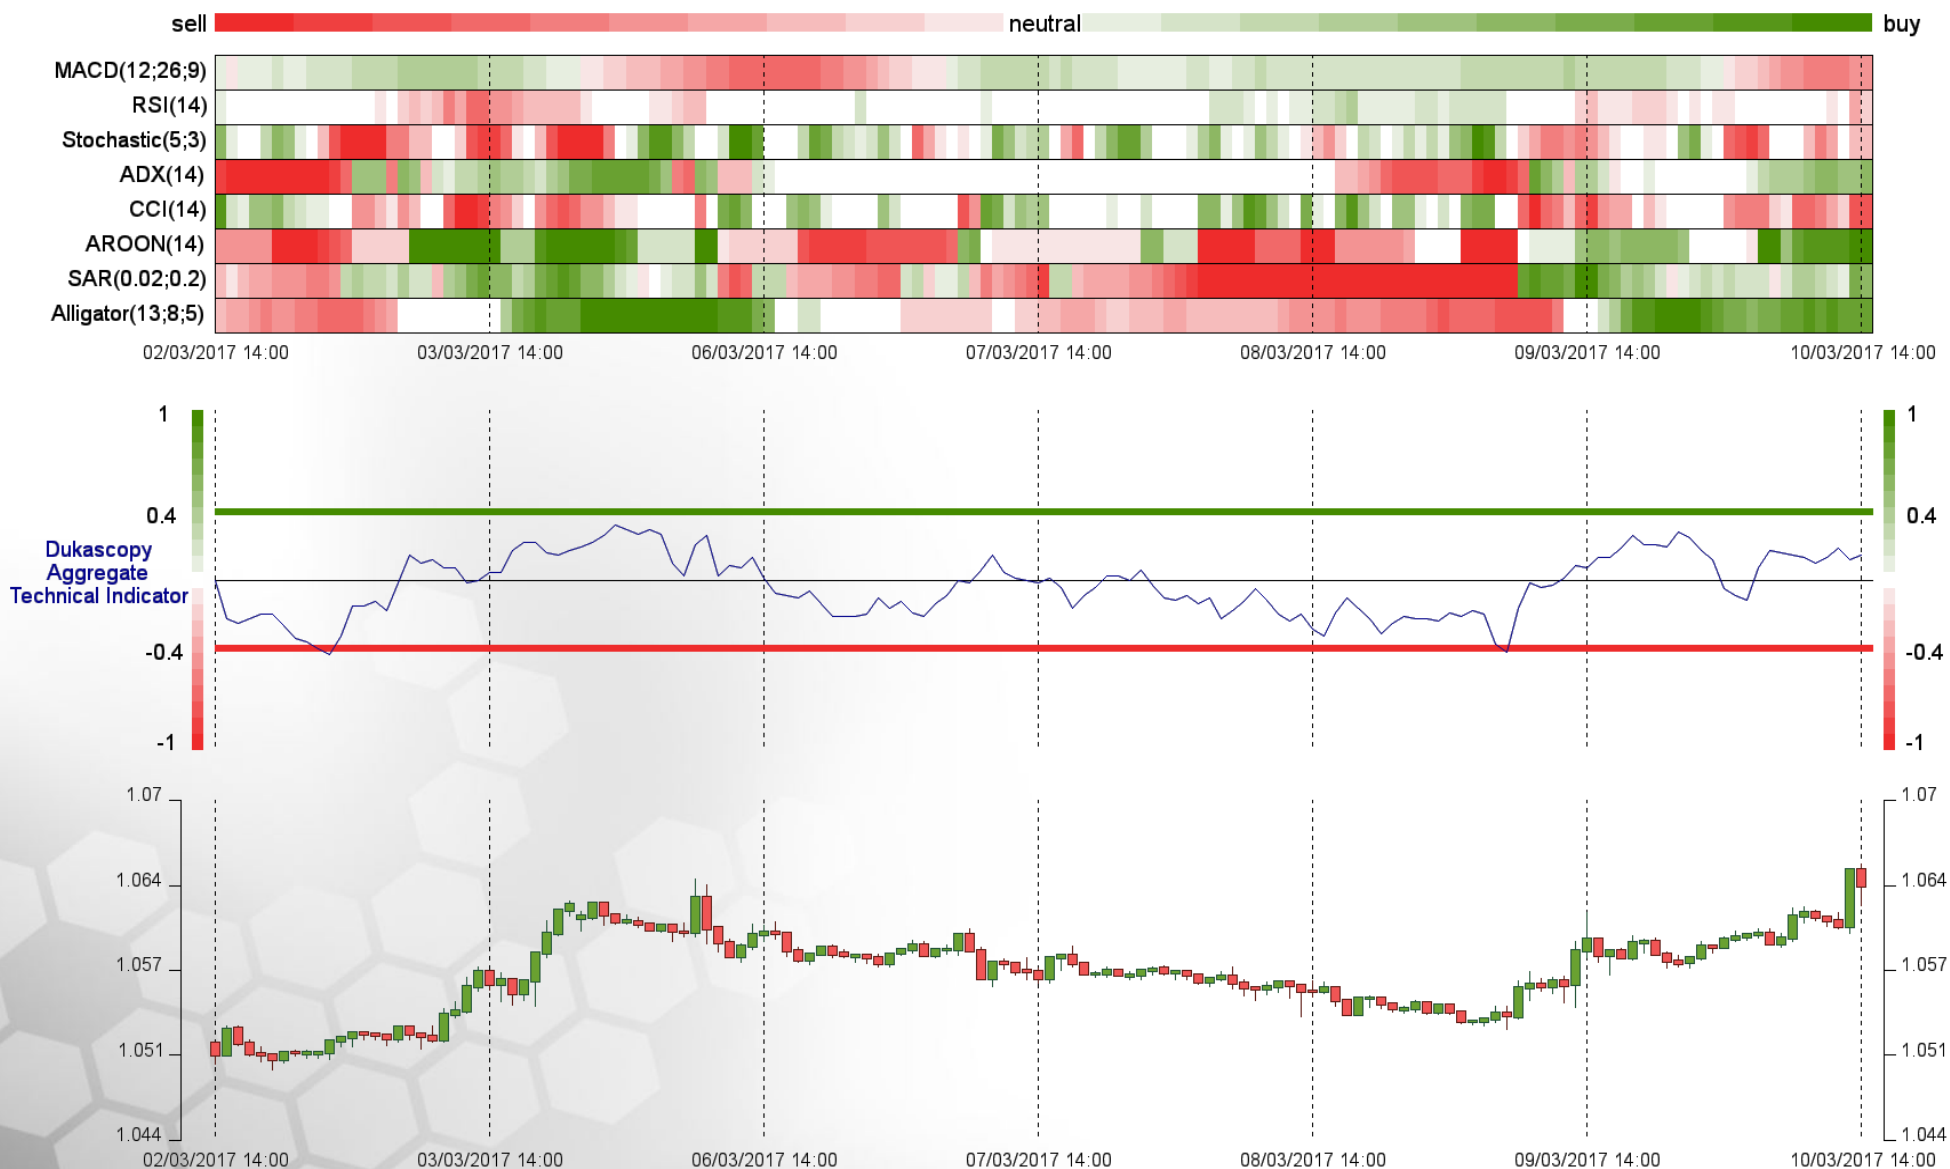 sell neutral buy
MACD(12;26;9)
RSI(14)
Stochastic(5;3)
ADX(14)
CCI(14)
AROON(14)
SAR(0.02;0.2)
Alligator(13;8;5)
02/03/2017 14:00 03/03/2017 14:00 06/03/2017 14:00 07/03/2017 14:00 08/03/2017 14:00 09/03/2017 14:00 10/03/2017 14:00
1 1
0.4 0.4
Dukascopy
Aggregate
Technical Indicator
-0.4 -0.4
-1 -1
1.07 1.07
1.064 1.064
1.057 1.057
1.051 1.051
1.044 1.044
02/03/2017 14:00 03/03/2017 14:00 06/03/2017 14:00 07/03/2017 14:00 08/03/2017 14:00 09/03/2017 14:00 10/03/2017 14:00